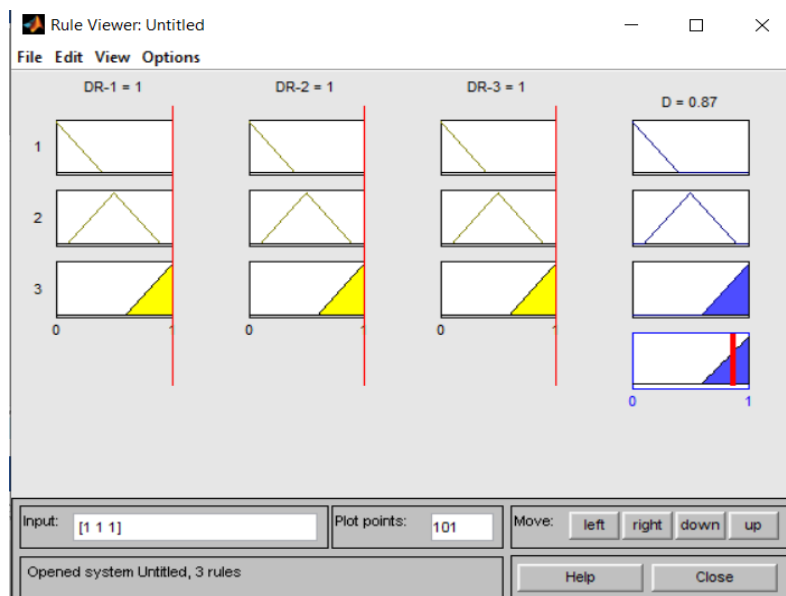 Rule Viewer: Untitled
File Edit View Options
DR-1 = 1 DR-2 = 1 DR-3 = 1 D = 0.87
1
2
3
0 1 0 1 0 1
0 1
Input: [1 1 1] Plot points: 101 Move: left right down up
Opened system Untitled, 3 rules Help Close